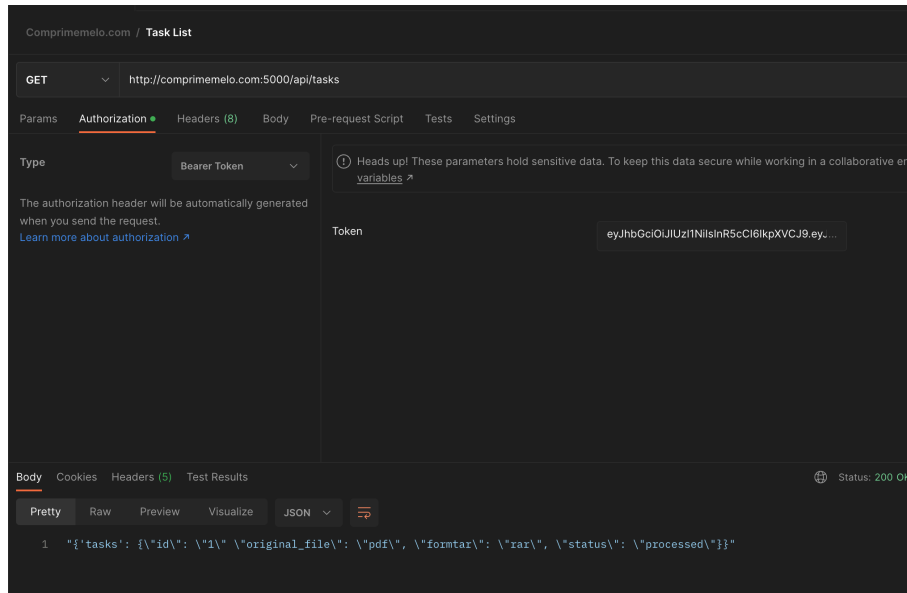 Comprimemelo.com / Task List
GET http://comprimemelo.com:5000/api/tasks
Params Authorization Headers (8) Body Pre-request Script Tests Settings
Type Bearer Token
The authorization header will be automatically generated
when you send the request.
Learn more about authorization ↗
Heads up! These parameters hold sensitive data. To keep this data secure while working in a collaborative
variables ↗
Token eyJhbGciOiJIUzI1NiIsInR5cCI6IkpXVCJ9.ey...
Body Cookies Headers (5) Test Results Status: 200 OK
Pretty Raw Preview Visualize JSON
1 "{'tasks': {\"id\": \"1\" \"original_file\": \"pdf\", \"formtar\": \"rar\", \"status\": \"processed\"}}"